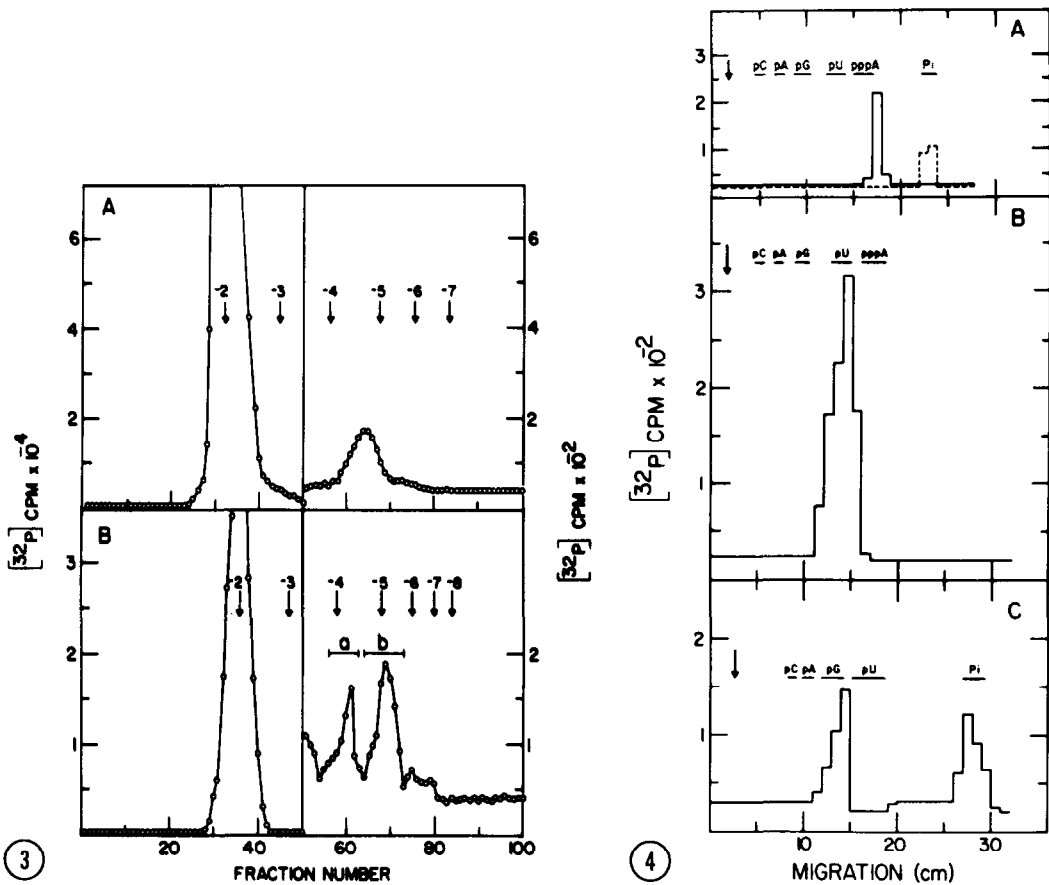 A
6
4
2
-2
-3
-4
-5
-6
-7
6
4
2
[32P] CPM x 10-4
[32P] CPM x 10-2
B
3
2
1
-2
-3
-4
-5
-6
-7
-8
a
b
3
2
1
20
40
60
80
100
FRACTION NUMBER
3
A
3
2
1
pC pA pG pU pppA Pi
B
3
2
1
pC pA pG pU pppA
[32P] CPM x 10-2
C
2
1
pC pA pG pU Pi
10
20
30
MIGRATION (cm)
4